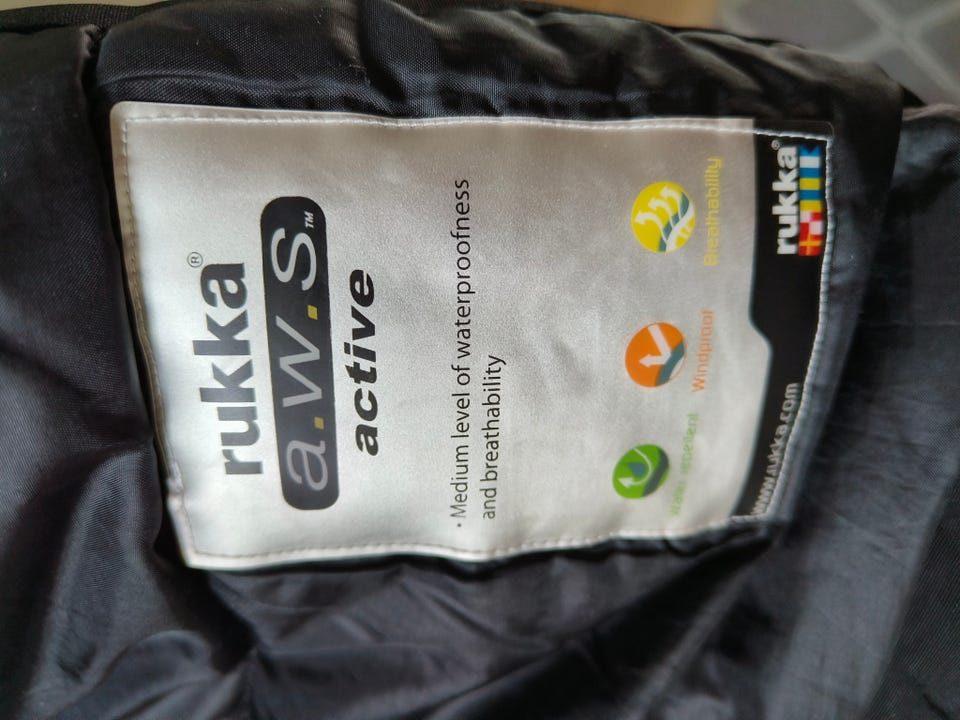 rukka®
a.w.s™
active
· Medium level of waterproofness
and breathability
Water repellent
Windproof
Breathability
www.rukka.com
rukka®